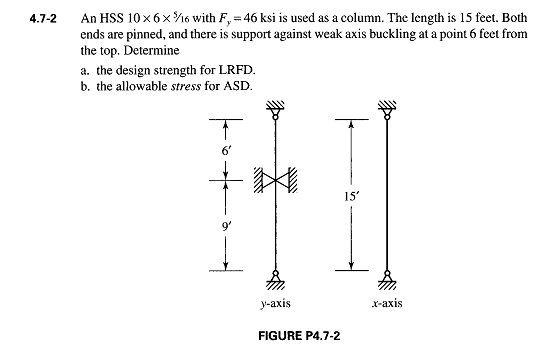 4.7-2 An HSS 10 × 6 × 5⁄16 with Fy = 46 ksi is used as a column. The length is 15 feet. Both
ends are pinned, and there is support against weak axis buckling at a point 6 feet from
the top. Determine
a. the design strength for LRFD.
b. the allowable stress for ASD.
6′
15′
9′
y-axis
x-axis
FIGURE P4.7-2